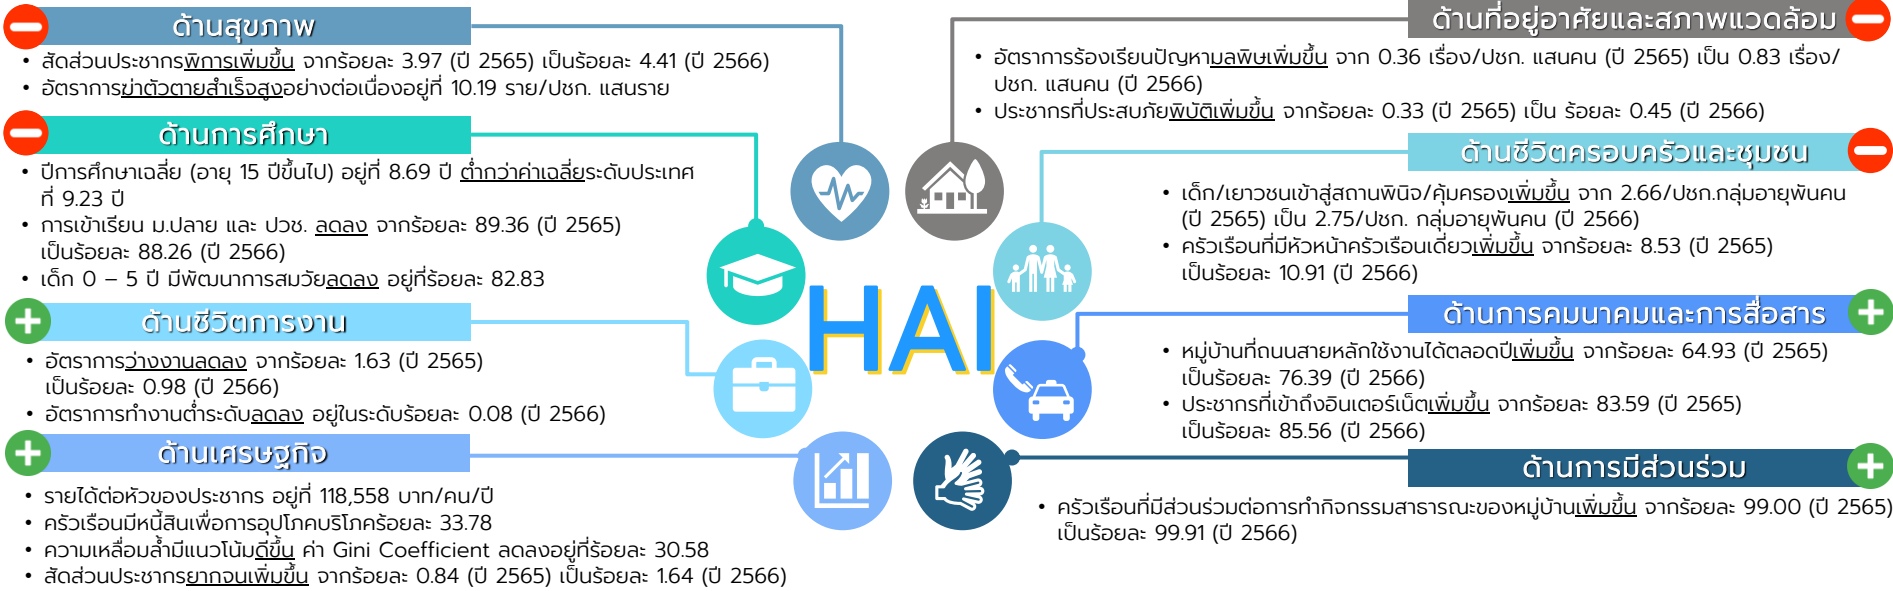 ด้านสุขภาพ
• สัดส่วนประชากรพิการเพิ่มขึ้น จากร้อยละ 3.97 (ปี 2565) เป็นร้อยละ 4.41 (ปี 2566)
• อัตราการฆ่าตัวตายสำเร็จสูงอย่างต่อเนื่องอยู่ที่ 10.19 ราย/ปชก. แสนราย
ด้านการศึกษา
• ปีการศึกษาเฉลี่ย (อายุ 15 ปีขึ้นไป) อยู่ที่ 8.69 ปี ต่ำกว่าค่าเฉลี่ยระดับประเทศ
ที่ 9.23 ปี
• การเข้าเรียน ม.ปลาย และ ปวช. ลดลง จากร้อยละ 89.36 (ปี 2565)
เป็นร้อยละ 88.26 (ปี 2566)
• เด็ก 0 – 5 ปี มีพัฒนาการสมวัยลดลง อยู่ที่ร้อยละ 82.83
ด้านชีวิตการงาน
• อัตราการว่างงานลดลง จากร้อยละ 1.63 (ปี 2565)
เป็นร้อยละ 0.98 (ปี 2566)
• อัตราการทำงานต่ำระดับลดลง อยู่ในระดับร้อยละ 0.08 (ปี 2566)
ด้านเศรษฐกิจ
• รายได้ต่อหัวของประชากร อยู่ที่ 118,558 บาท/คน/ปี
• ครัวเรือนมีหนี้สินเพื่อการอุปโภคบริโภคร้อยละ 33.78
• ความเหลื่อมล้ำมีแนวโน้มดีขึ้น ค่า Gini Coefficient ลดลงอยู่ที่ร้อยละ 30.58
• สัดส่วนประชากรยากจนเพิ่มขึ้น จากร้อยละ 0.84 (ปี 2565) เป็นร้อยละ 1.64 (ปี 2566)
HAI
ด้านที่อยู่อาศัยและสภาพแวดล้อม
• อัตราการร้องเรียนปัญหามลพิษเพิ่มขึ้น จาก 0.36 เรื่อง/ปชก. แสนคน (ปี 2565) เป็น 0.83 เรื่อง/
ปชก. แสนคน (ปี 2566)
• ประชากรที่ประสบภัยพิบัติเพิ่มขึ้น จากร้อยละ 0.33 (ปี 2565) เป็น ร้อยละ 0.45 (ปี 2566)
ด้านชีวิตครอบครัวและชุมชน
• เด็ก/เยาวชนเข้าสู่สถานพินิจ/คุ้มครองเพิ่มขึ้น จาก 2.66/ปชก.กลุ่มอายุพันคน
(ปี 2565) เป็น 2.75/ปชก. กลุ่มอายุพันคน (ปี 2566)
• ครัวเรือนที่มีหัวหน้าครัวเรือนเดี่ยวเพิ่มขึ้น จากร้อยละ 8.53 (ปี 2565)
เป็นร้อยละ 10.91 (ปี 2566)
ด้านการคมนาคมและการสื่อสาร
• หมู่บ้านที่ถนนสายหลักใช้งานได้ตลอดปีเพิ่มขึ้น จากร้อยละ 64.93 (ปี 2565)
เป็นร้อยละ 76.39 (ปี 2566)
• ประชากรที่เข้าถึงอินเตอร์เน็ตเพิ่มขึ้น จากร้อยละ 83.59 (ปี 2565)
เป็นร้อยละ 85.56 (ปี 2566)
ด้านการมีส่วนร่วม
• ครัวเรือนที่มีส่วนร่วมต่อการทำกิจกรรมสาธารณะของหมู่บ้านเพิ่มขึ้น จากร้อยละ 99.00 (ปี 2565)
เป็นร้อยละ 99.91 (ปี 2566)